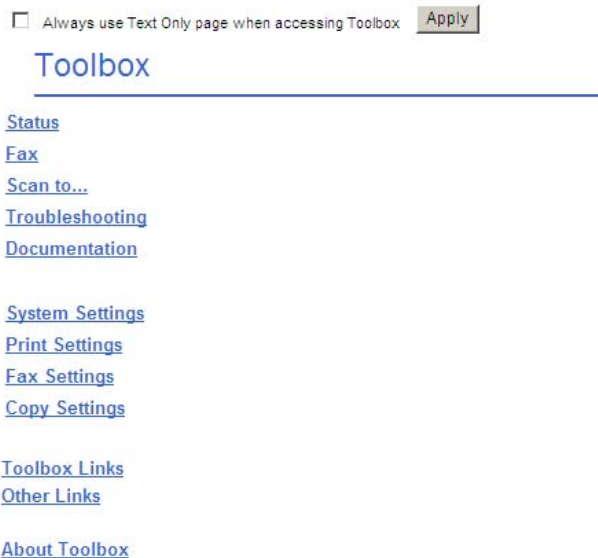 Always use Text Only page when accessing Toolbox Apply
Toolbox
Status
Fax
Scan to...
Troubleshooting
Documentation
System Settings
Print Settings
Fax Settings
Copy Settings
Toolbox Links
Other Links
About Toolbox